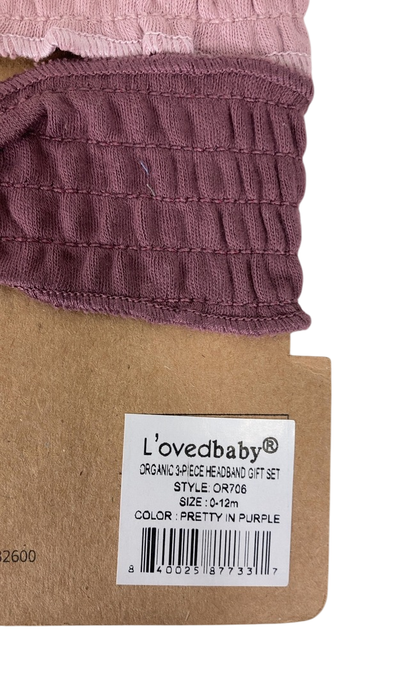 L'ovedbaby®
ORGANIC 3-PIECE HEADBAND GIFT SET
STYLE: OR706
SIZE : 0-12m
COLOR : PRETTY IN PURPLE
8 40025 87733 7
32600